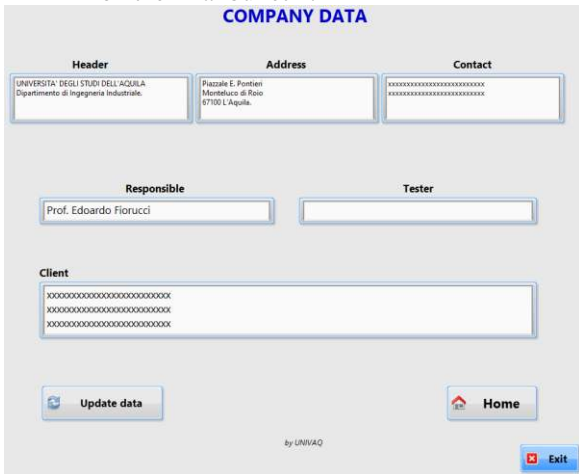 COMPANY DATA
Header
Address
Contact
UNIVERSITA' DEGLI STUDI DELL'AQUILA
Dipartimento di Ingegneria Industriale.
Piazzale E. Pontieri
Monteluco di Roio
67100 L'Aquila.
xxxxxxxxxxxxxxxxxxxxxxxxx
xxxxxxxxxxxxxxxxxxxxxxxxx
Responsible
Tester
Prof. Edoardo Fiorucci
Client
xxxxxxxxxxxxxxxxxxxxxxxxx
xxxxxxxxxxxxxxxxxxxxxxxxx
xxxxxxxxxxxxxxxxxxxxxxxxx
Update data
Home
by UNIVAQ
Exit